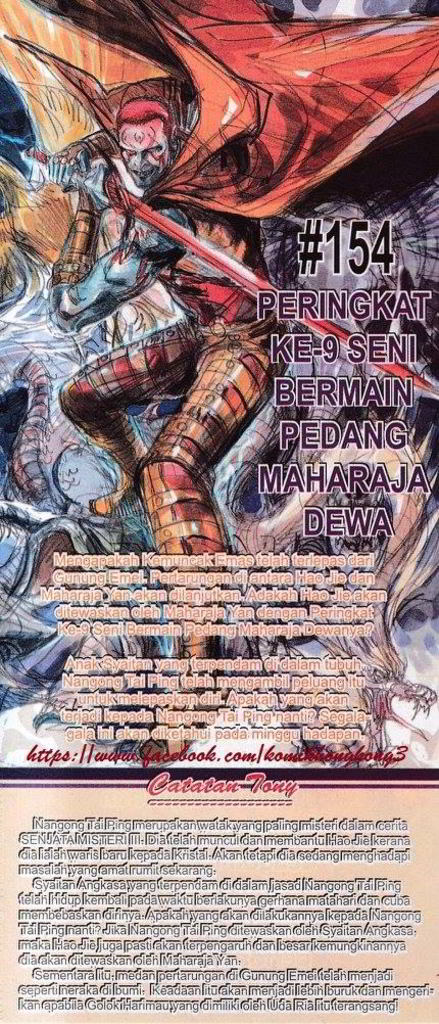 #154
PERINGKAT
KE-9 SENI
BERMAIN
PEDANG
MAHARAJA
DEWA
Mengapakah Kemuncak Emas telah terlepas dari
Gunung Emei. Pertarungan di antara Hao Jie dan
Maharaja Yan akan dilanjutkan. Adakah Hao Jie akan
ditewaskan oleh Maharaja Yan dengan Peringkat
Ke-9 Seni Bermain Pedang Maharaja Dewanya?
Anak Syaitan yang terpendam di dalam tubuh
Nangong Tai Ping telah mengambil peluang itu
untuk melepaskan diri. Apakah yang akan
terjadi kepada Nangong Tai Ping nanti? Segala
gala ini akan diketahui pada minggu hadapan.
https://www.facebook.com/komikhongkong3
Catatan Tony
Nangong Tai Ping merupakan watak yang paling misteri dalam cerita
SENJATA MISTERI III. Dia telah muncul dan membantu Hao Jie kerana
dia ialah waris baru kepada Kristal. Akan tetapi dia sedang menghadapi
masalah yang amat rumit sekarang.
Syaitan Angkasa yang terpendam di dalam jasad Nangong Tai Ping
telah hidup kembali pada waktu berlakunya gerhana matahari dan cuba
membebaskan dirinya. Apakah yang akan dilakukannya kepada Nangong
Tai Ping nanti? Jika Nangong Tai Ping ditewaskan oleh Syaitan Angkasa,
maka Hao Jie juga pasti akan terpengaruh dan besar kemungkinannya
dia akan ditewaskan oleh Maharaja Yan.
Sementara itu, medan pertarungan di Gunung Emei telah menjadi
seperti neraka di bumi. Keadaan itu akan menjadi lebih buruk dan mengeri-
kan apabila Golok Harimau yang dimiliki oleh Uda Ria itu terangsang!